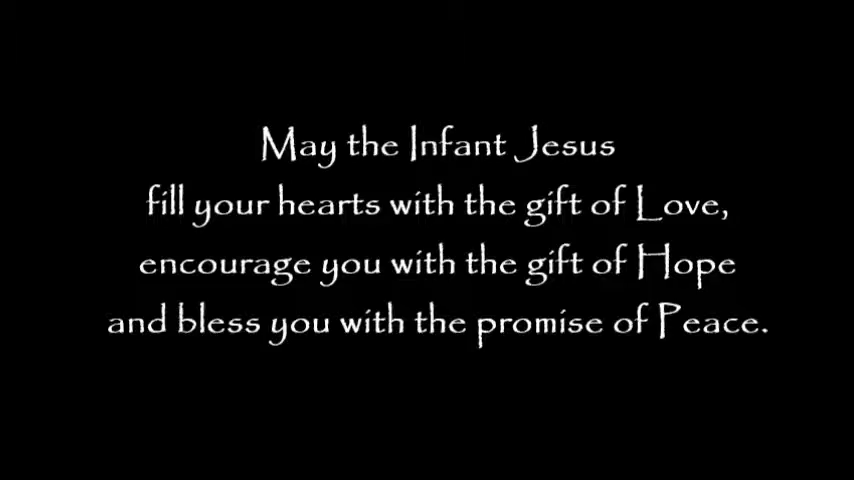 May the Infant Jesus
fill your hearts with the gift of Love,
encourage you with the gift of Hope
and bless you with the promise of Peace.